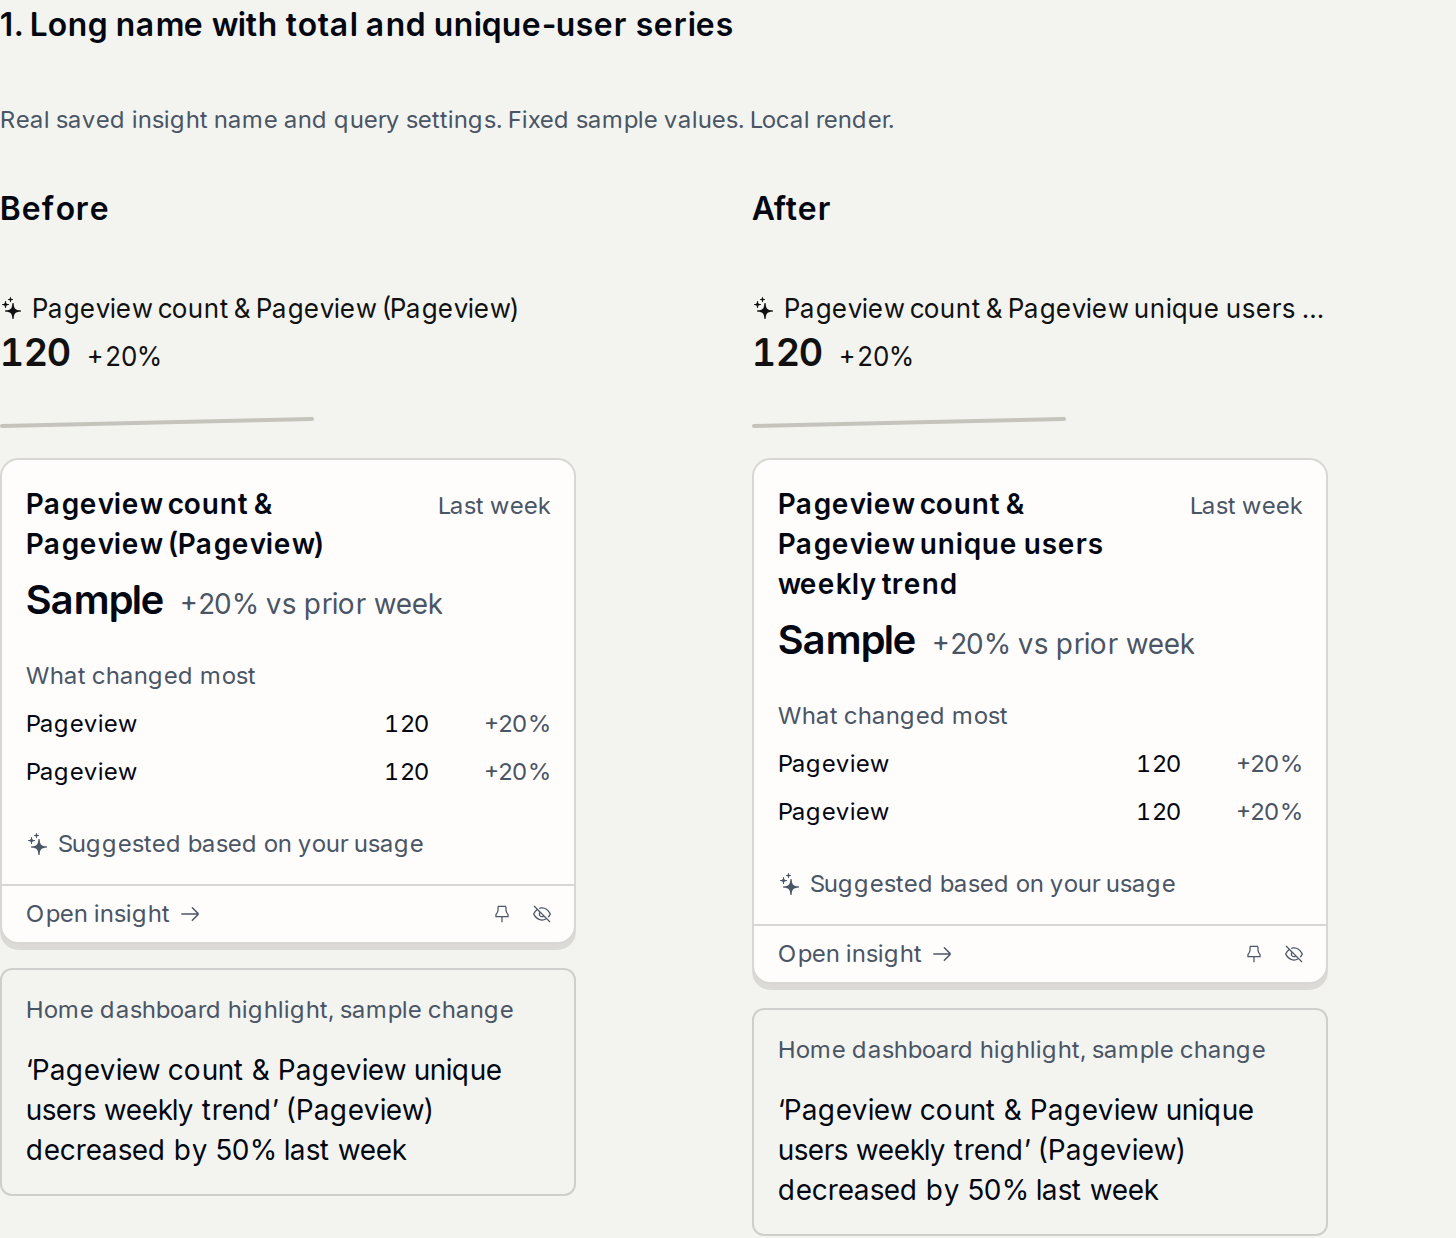 1. Long name with total and unique-user series
Real saved insight name and query settings. Fixed sample values. Local render.
Before
Pageview count & Pageview (Pageview)
120 +20%
Pageview count &
Pageview (Pageview)
Last week
Sample +20% vs prior week
What changed most
Pageview 120 +20%
Pageview 120 +20%
Suggested based on your usage
Open insight →
Home dashboard highlight, sample change
‘Pageview count & Pageview unique
users weekly trend’ (Pageview)
decreased by 50% last week
After
Pageview count & Pageview unique users ...
120 +20%
Pageview count &
Pageview unique users
weekly trend
Last week
Sample +20% vs prior week
What changed most
Pageview 120 +20%
Pageview 120 +20%
Suggested based on your usage
Open insight →
Home dashboard highlight, sample change
‘Pageview count & Pageview unique
users weekly trend’ (Pageview)
decreased by 50% last week